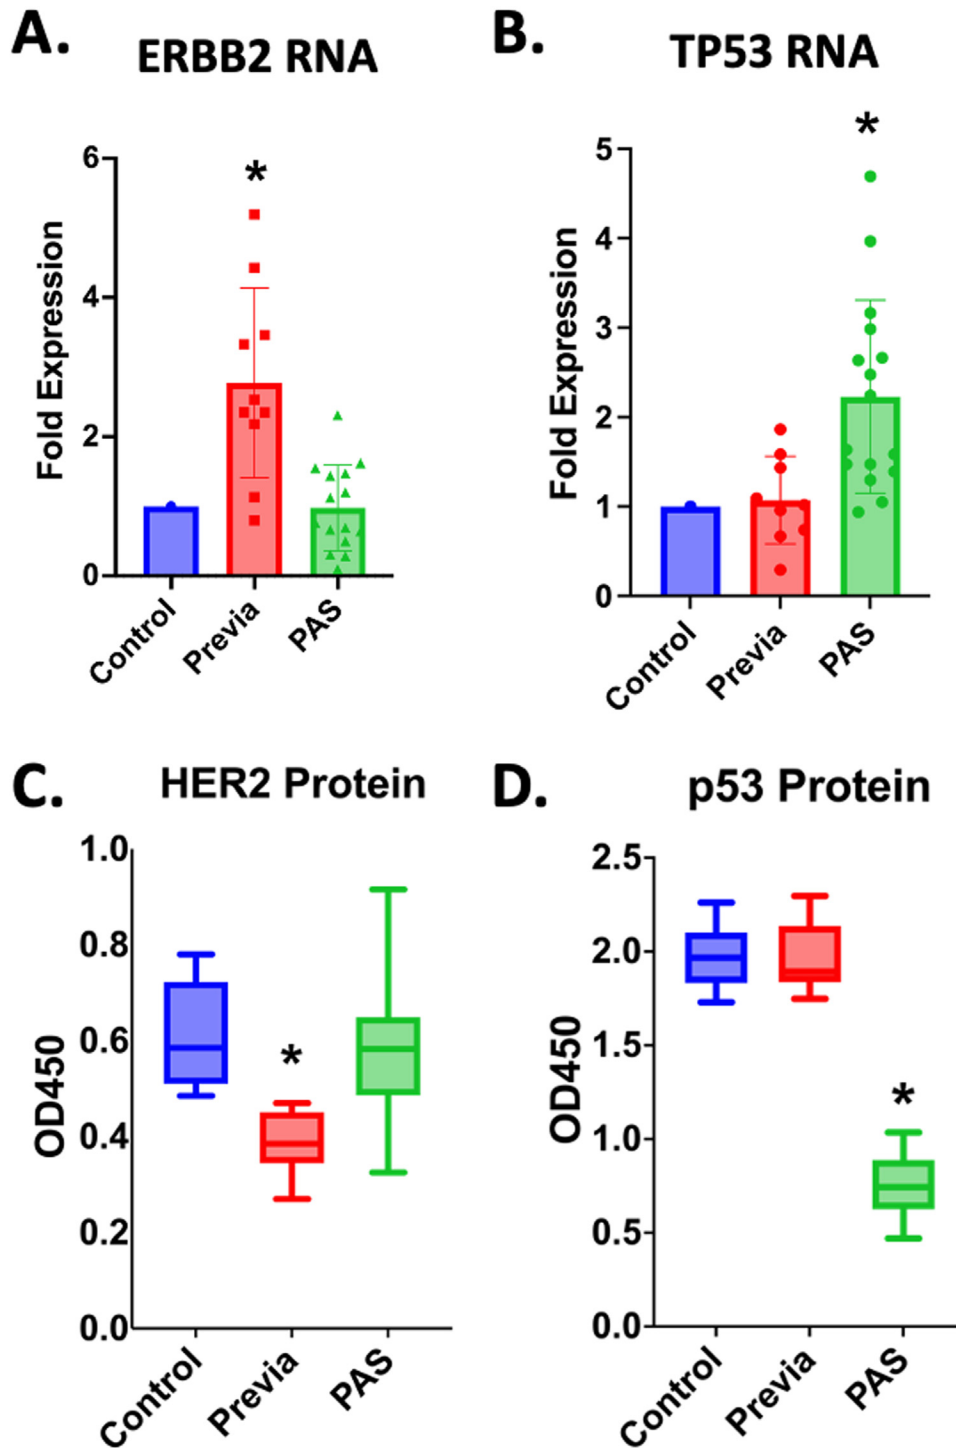 A.
ERBB2 RNA
Fold Expression
6
*
4
2
0
Control
Previa
PAS
B.
TP53 RNA
Fold Expression
5
*
4
3
2
1
0
Control
Previa
PAS
C.
HER2 Protein
OD450
1.0
0.8
0.6
*
0.4
0.2
0.0
Control
Previa
PAS
D.
p53 Protein
OD450
2.5
2.0
1.5
1.0
*
0.5
0.0
Control
Previa
PAS